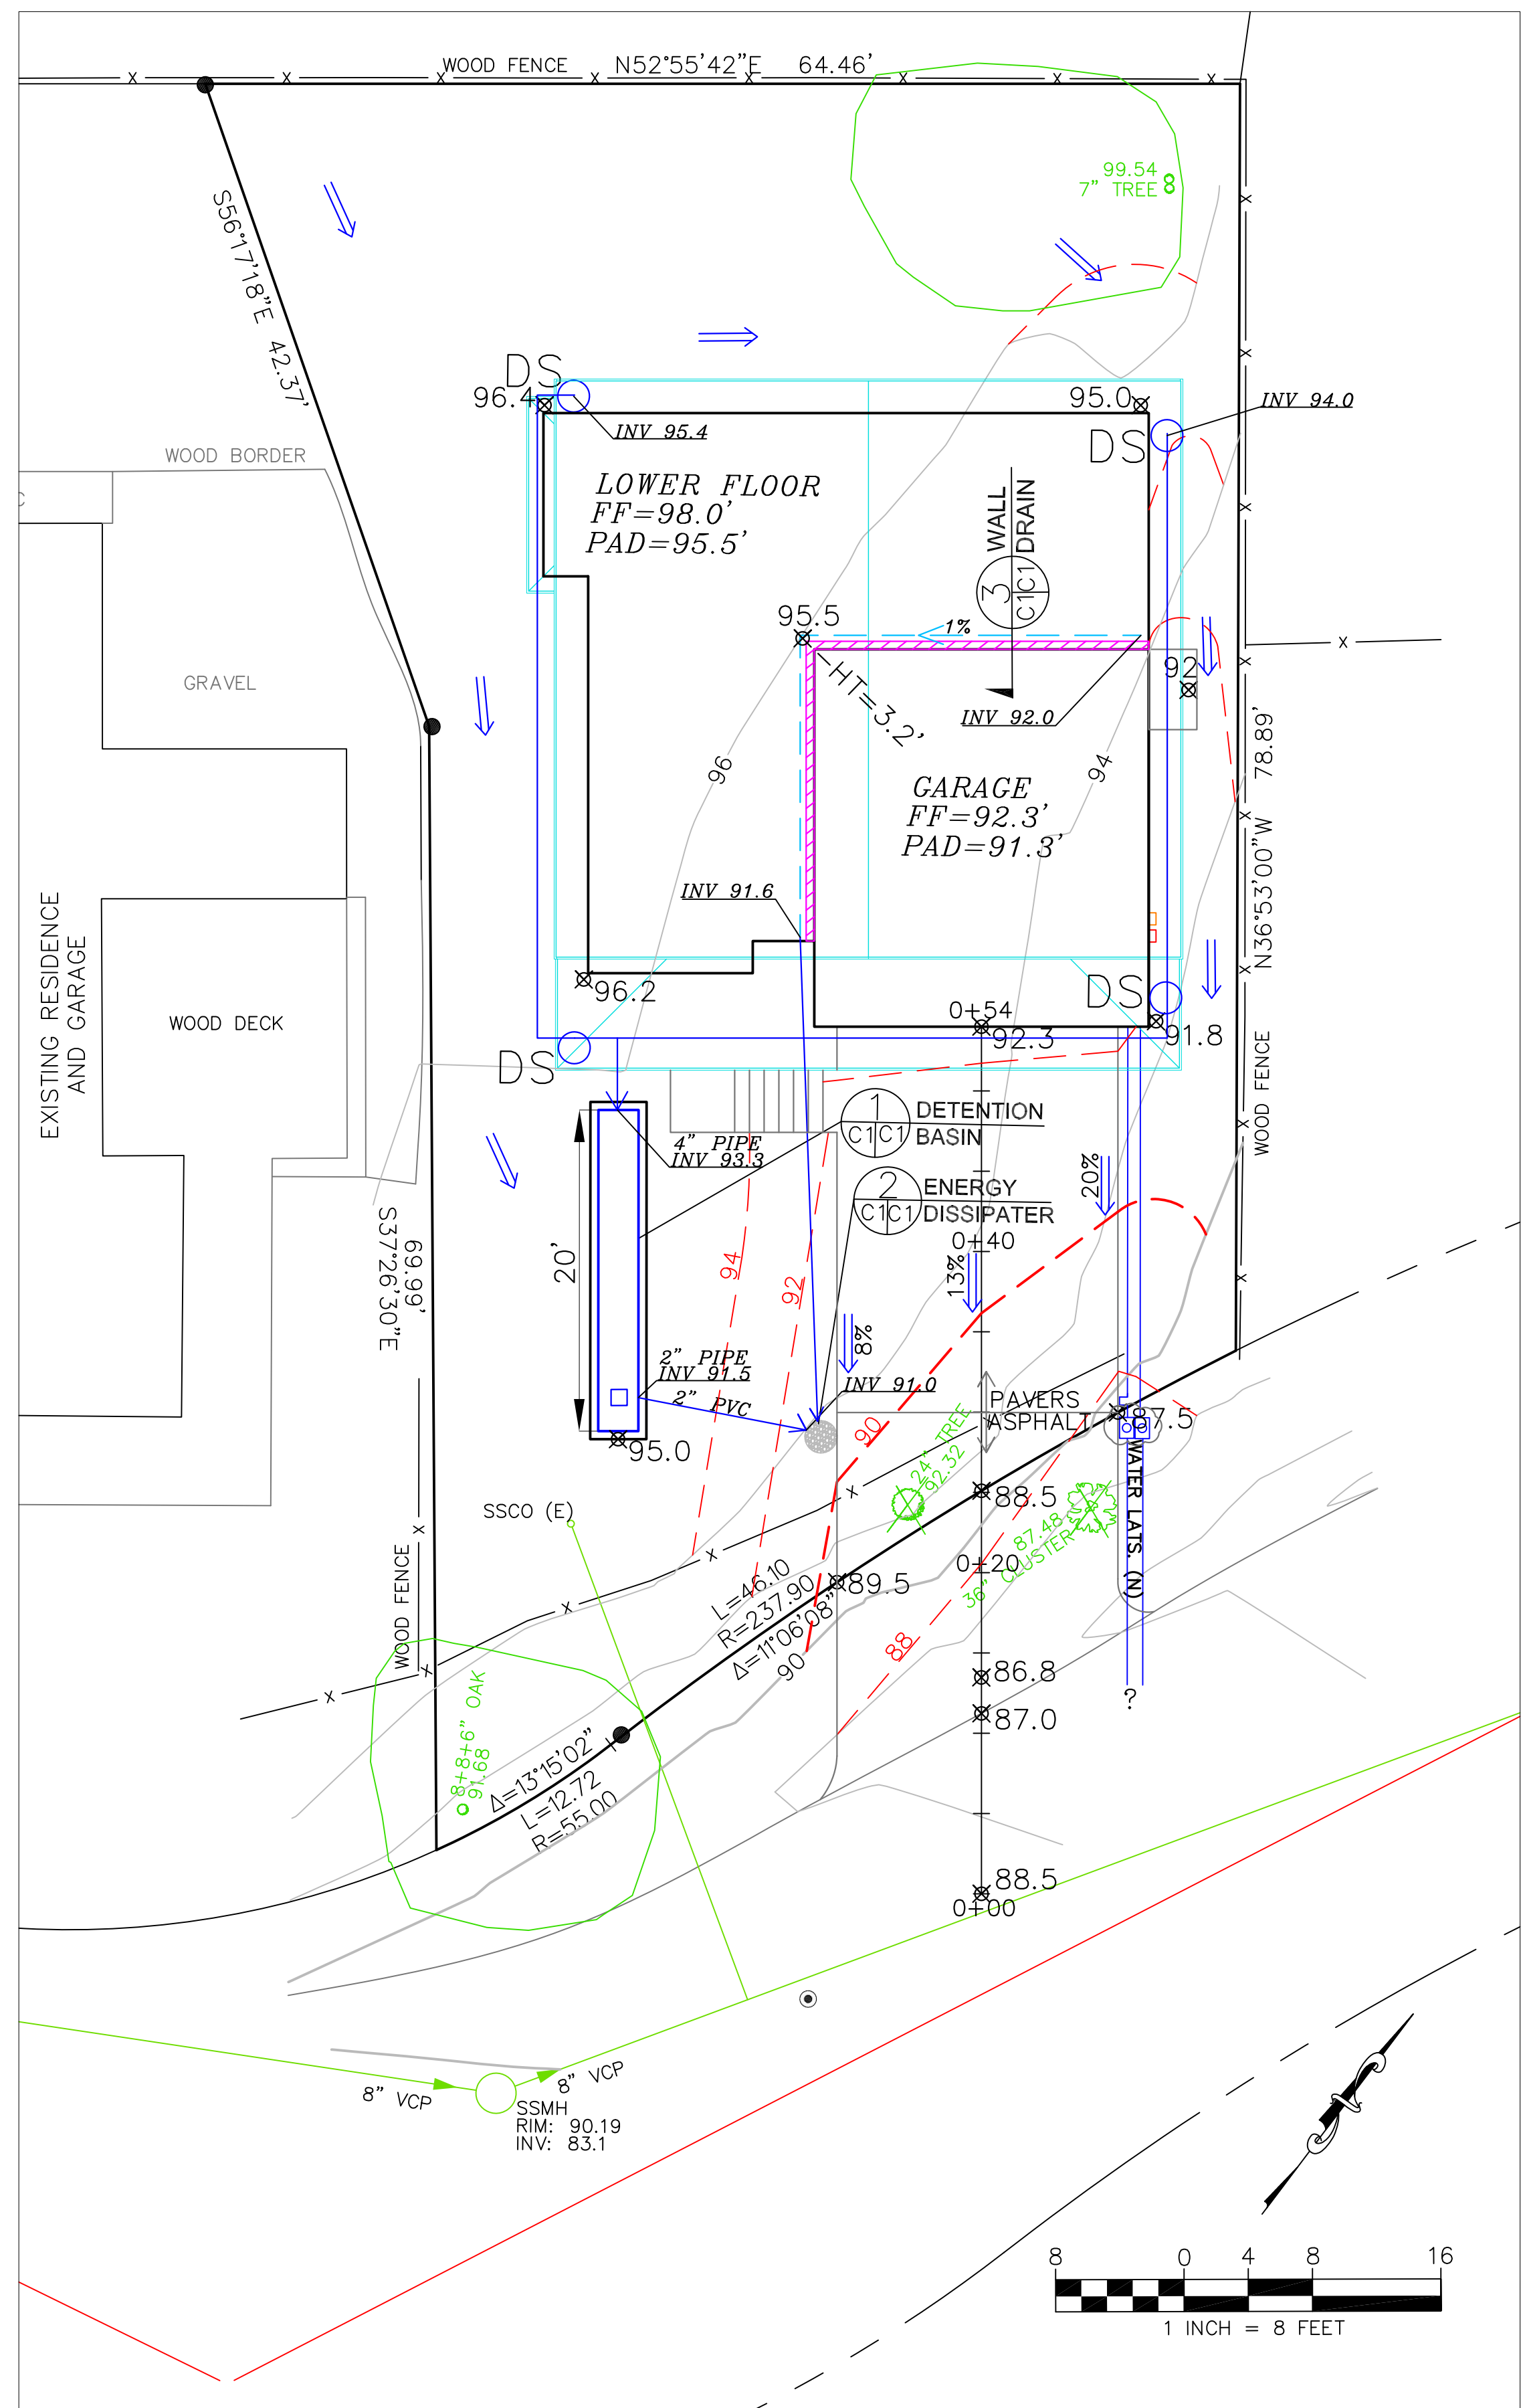 WOOD FENCE N52°55'42"E 64.46'
99.54
7" TREE
S56°17'18"E 42.37'
DS
96.4
INV 95.4
95.0
DS
INV 94.0
WOOD BORDER
C
LOWER FLOOR
FF=98.0'
PAD=95.5'
WALL
DRAIN
3
C1 C1
95.5
1%
HT=3.2'
INV 92.0
92
GRAVEL
96
94
GARAGE
FF=92.3'
PAD=91.3'
N36°53'00"W 78.89'
INV 91.6
EXISTING RESIDENCE
AND GARAGE
WOOD DECK
96.2
DS
0+54
92.3
91.8
DS
WOOD FENCE
1
C1 C1
DETENTION
BASIN
4" PIPE
INV 93.3
2
C1 C1
ENERGY
DISSIPATER
20%
0+40
13%
S37°26'30"E
69.99'
20'
94
92
8%
2" PIPE
INV 91.5
2" PVC
INV 91.0
PAVERS
ASPHALT
7.5
90
24" TREE
92.32
95.0
88.5
WATER LATS. (N)
SSCO (E)
87.48
36" CLUSTER
0+20
89.5
WOOD FENCE
L=46.10
R=237.90
Δ=11°06'08"
90
88
86.8
87.0
?
8+8+6" OAK
91.68
Δ=13°15'02"
L=12.72
R=55.00
88.5
0+00
8" VCP
8" VCP
SSMH
RIM: 90.19
INV: 83.1
8 0 4 8 16
1 INCH = 8 FEET